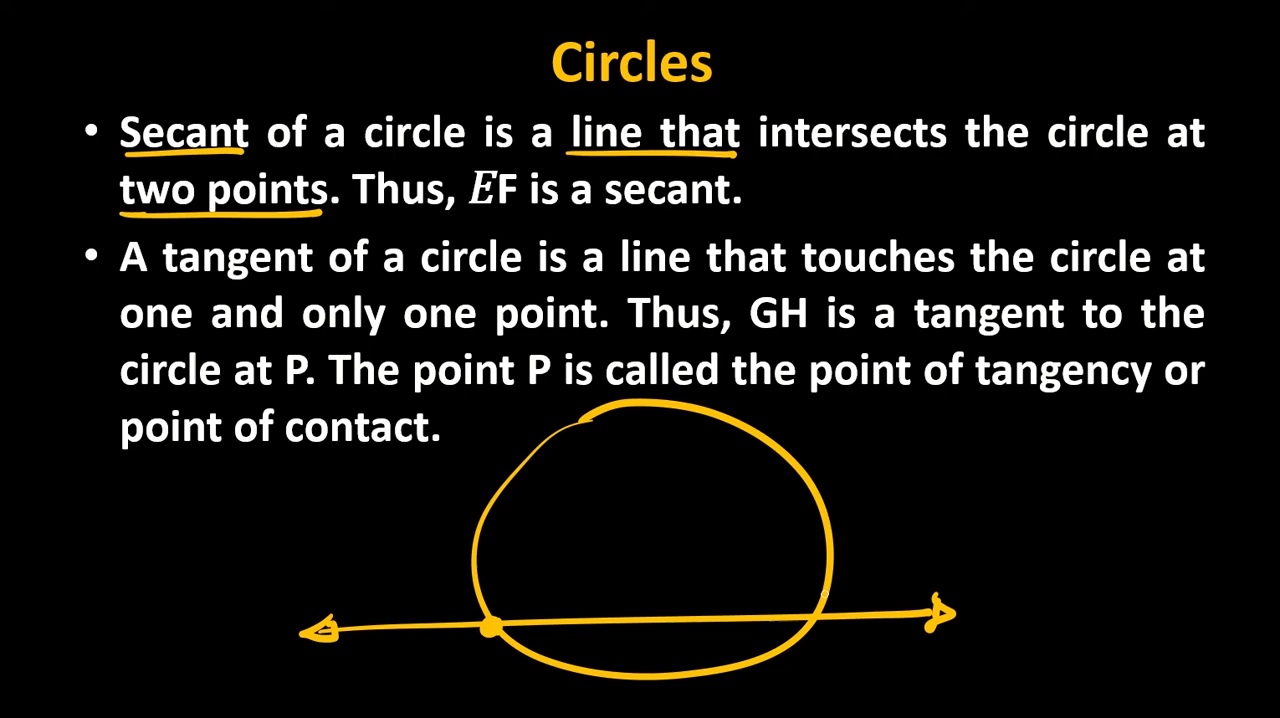 Circles
• Secant of a circle is a line that intersects the circle at
two points. Thus, 𝐸F is a secant.
• A tangent of a circle is a line that touches the circle at
one and only one point. Thus, GH is a tangent to the
circle at P. The point P is called the point of tangency or
point of contact.